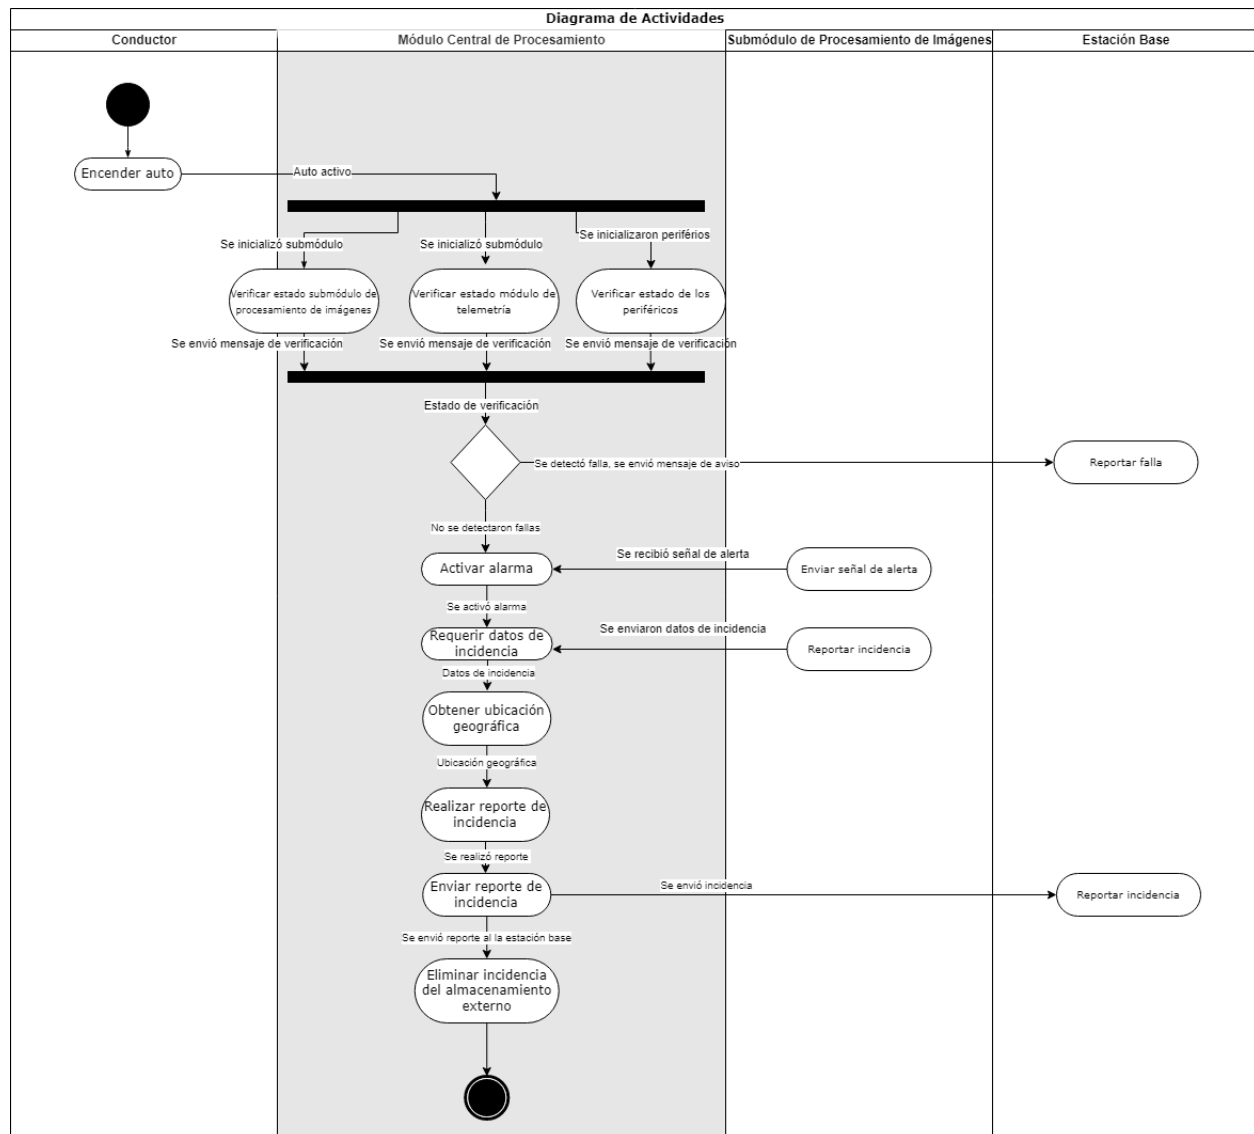 Diagrama de Actividades
Conductor
Módulo Central de Procesamiento
Submódulo de Procesamiento de Imágenes
Estación Base
Encender auto
Auto activo
Se inicializó submódulo
Se inicializó submódulo
Se inicializaron periférios
Verificar estado submódulo de
procesamiento de imágenes
Verificar estado módulo de
telemetría
Verificar estado de los
periféricos
Se envió mensaje de verificación
Se envió mensaje de verificación
Se envió mensaje de verificación
Estado de verificación
Se detectó falla, se envió mensaje de aviso
Reportar falla
No se detectaron fallas
Activar alarma
Se recibió señal de alerta
Enviar señal de alerta
Se activó alarma
Requerir datos de
incidencia
Se enviaron datos de incidencia
Reportar incidencia
Datos de incidencia
Obtener ubicación
geográfica
Ubicación geográfica
Realizar reporte de
incidencia
Se realizó reporte
Enviar reporte de
incidencia
Se envió incidencia
Reportar incidencia
Se envió reporte al la estación base
Eliminar incidencia
del almacenamiento
externo